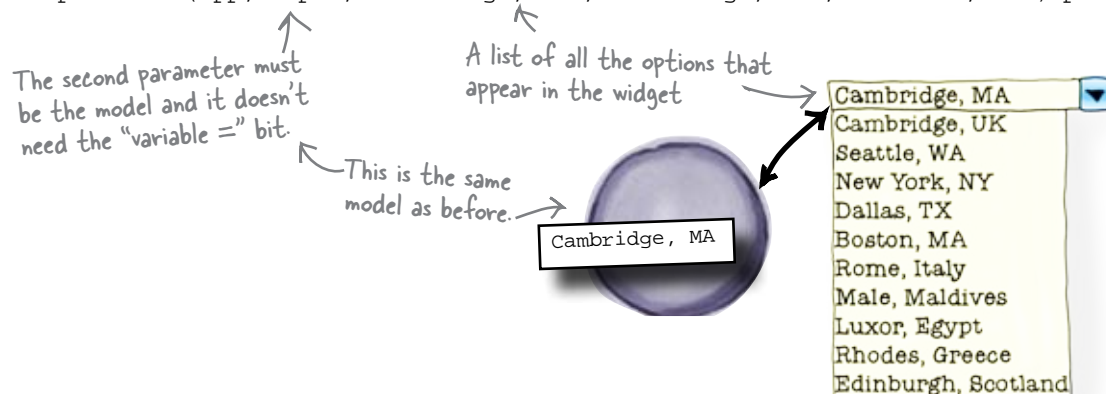 The second parameter must
be the model and it doesn't
need the “variable =” bit.
A list of all the options that
appear in the widget
This is the same
model as before.
Cambridge, MA
Cambridge, MA
Cambridge, UK
Seattle, WA
New York, NY
Dallas, TX
Boston, MA
Rome, Italy
Male, Maldives
Luxor, Egypt
Rhodes, Greece
Edinburgh, Scotland